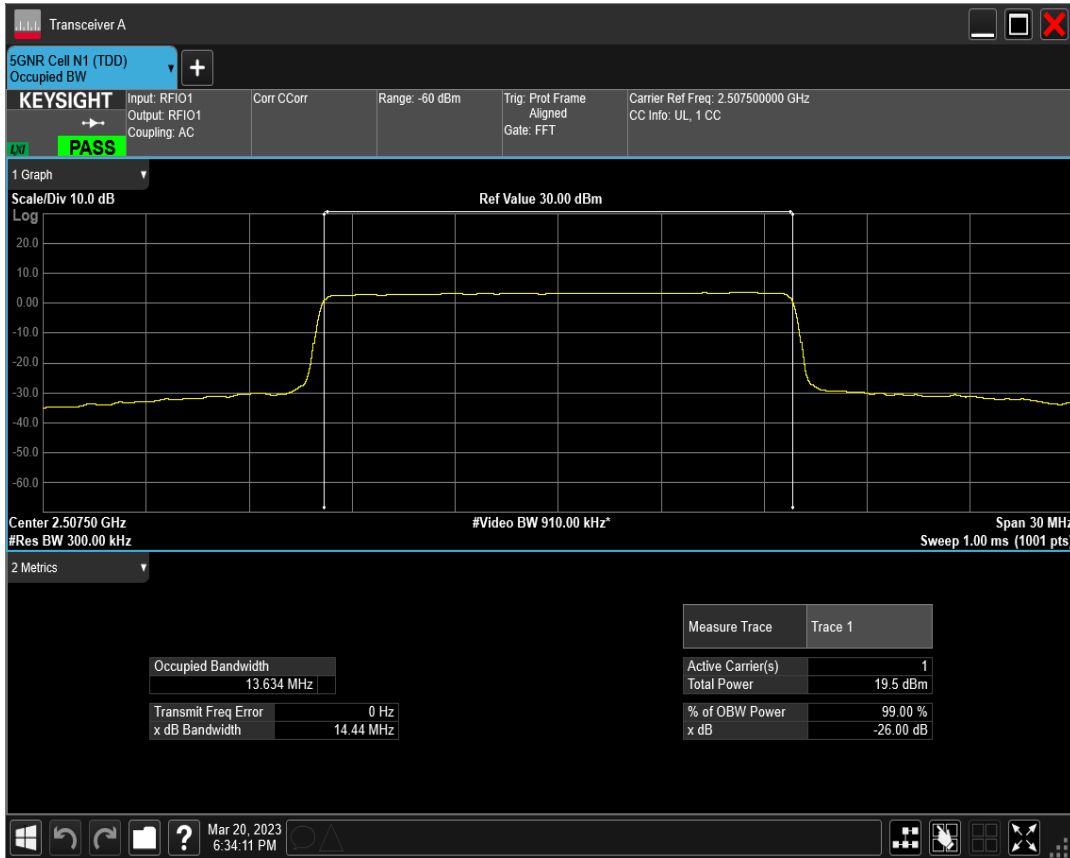 Transceiver A
5GNR Cell N1 (TDD)
Occupied BW
+
KEYSIGHT
LXI
PASS
Input: RFIO1
Output: RFIO1
Coupling: AC
Corr CCorr
Range: -60 dBm
Trig: Prot Frame
Aligned
Gate: FFT
Carrier Ref Freq: 2.507500000 GHz
CC Info: UL, 1 CC
1 Graph
Scale/Div 10.0 dB
Ref Value 30.00 dBm
Log
20.0
10.0
0.00
-10.0
-20.0
-30.0
-40.0
-50.0
-60.0
Center 2.50750 GHz
#Video BW 910.00 kHz*
Span 30 MHz
#Res BW 300.00 kHz
Sweep 1.00 ms (1001 pts)
2 Metrics
Measure Trace Trace 1
Occupied Bandwidth
13.634 MHz
Active Carrier(s) 1
Total Power 19.5 dBm
Transmit Freq Error 0 Hz
x dB Bandwidth 14.44 MHz
% of OBW Power 99.00 %
x dB -26.00 dB
?
Mar 20, 2023
6:34:11 PM